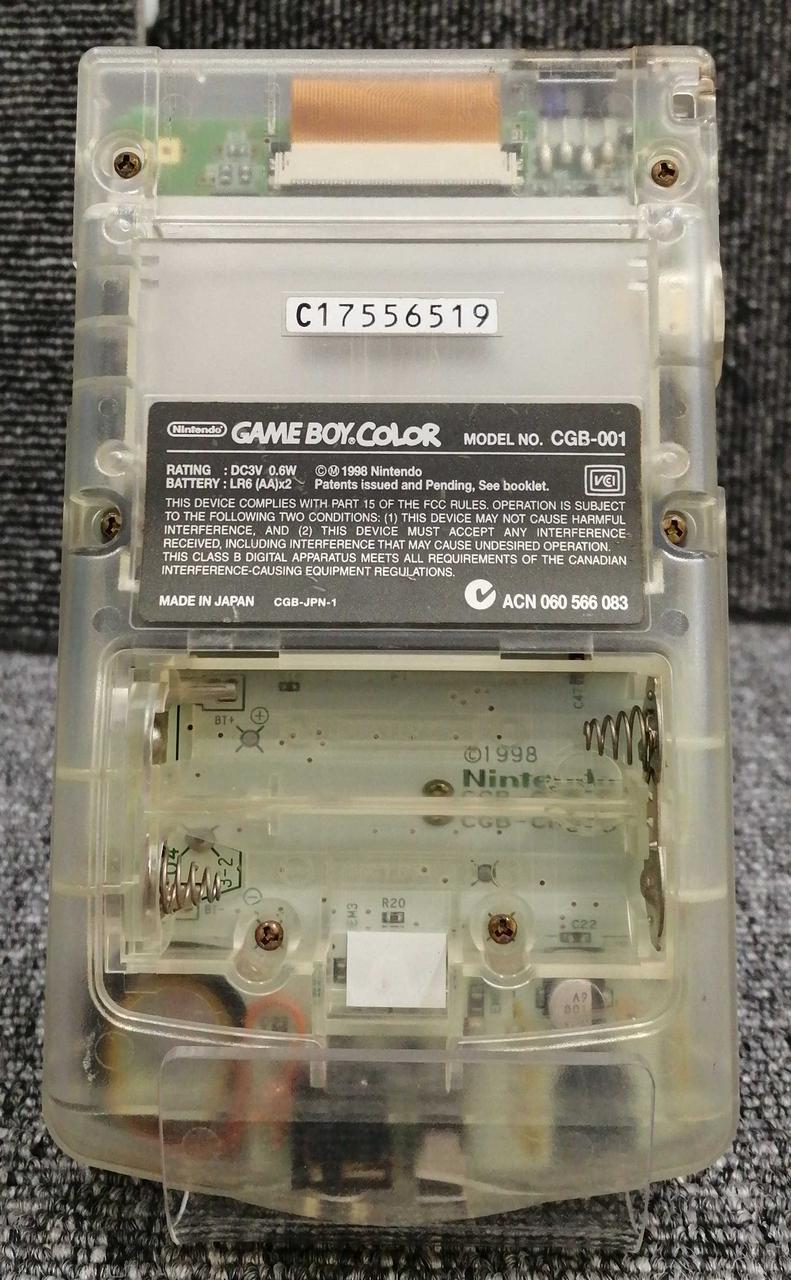 C17556519
Nintendo GAME BOY COLOR MODEL NO. CGB-001
RATING : DC3V 0.6W ©Ⓜ1998 Nintendo
BATTERY : LR6 (AA)x2 Patents issued and Pending, See booklet.
VCI
THIS DEVICE COMPLIES WITH PART 15 OF THE FCC RULES. OPERATION IS SUBJECT
TO THE FOLLOWING TWO CONDITIONS: (1) THIS DEVICE MAY NOT CAUSE HARMFUL
INTERFERENCE, AND (2) THIS DEVICE MUST ACCEPT ANY INTERFERENCE
RECEIVED, INCLUDING INTERFERENCE THAT MAY CAUSE UNDESIRED OPERATION.
THIS CLASS B DIGITAL APPARATUS MEETS ALL REQUIREMENTS OF THE CANADIAN
INTERFERENCE-CAUSING EQUIPMENT REGULATIONS.
MADE IN JAPAN CGB-JPN-1 ACN 060 566 083
BT+
©1998
Nintendo
BT-
R20
EM3
C22
A9